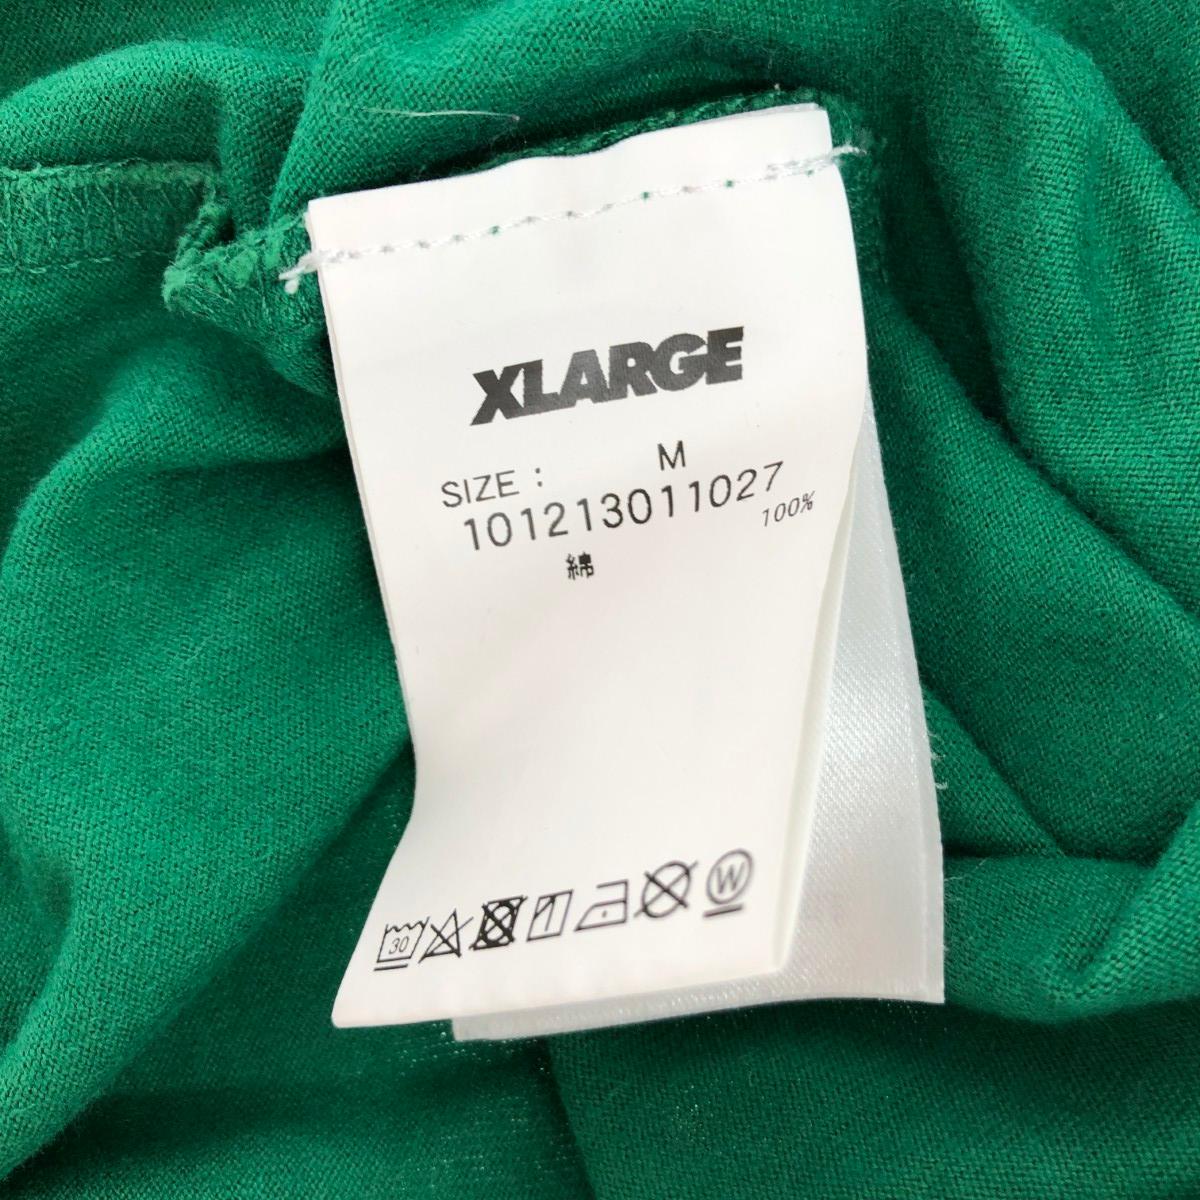 XLARGE
SIZE : M
101213011027
綿 100%
30
W